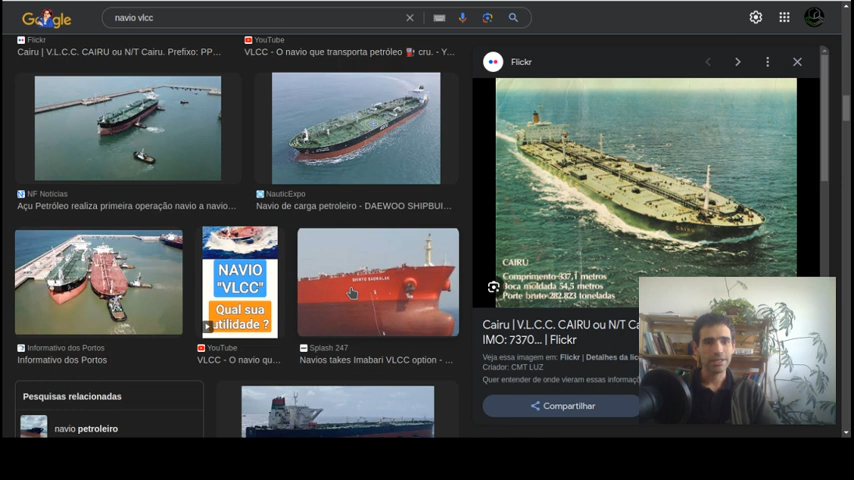 Google
navio vlcc
Flickr
Cairu | V.L.C.C. CAIRU ou N/T Cairu. Prefixo: PP...
YouTube
VLCC - O navio que transporta petróleo ⛽ cru. - Y...
NF Notícias
Açu Petróleo realiza primeira operação navio a navio...
NauticExpo
Navio de carga petroleiro - DAEWOO SHIPBUI...
NAVIO
"VLCC"
Qual sua
utilidade ?
Informativo dos Portos
Informativo dos Portos
YouTube
VLCC - O navio qu...
Splash 247
Navios takes Imabari VLCC option - ...
Pesquisas relacionadas
navio petroleiro
Flickr
CAIRU
Comprimento-337,1 metros
Boca moldada 54,5 metros
Porte bruto-282.823 toneladas
Cairu | V.L.C.C. CAIRU ou N/T Ca
IMO: 7370... | Flickr
Veja essa imagem em: Flickr | Detalhes da lic
Criador: CMT LUZ
Quer entender de onde vieram essas informaçõ
Compartilhar